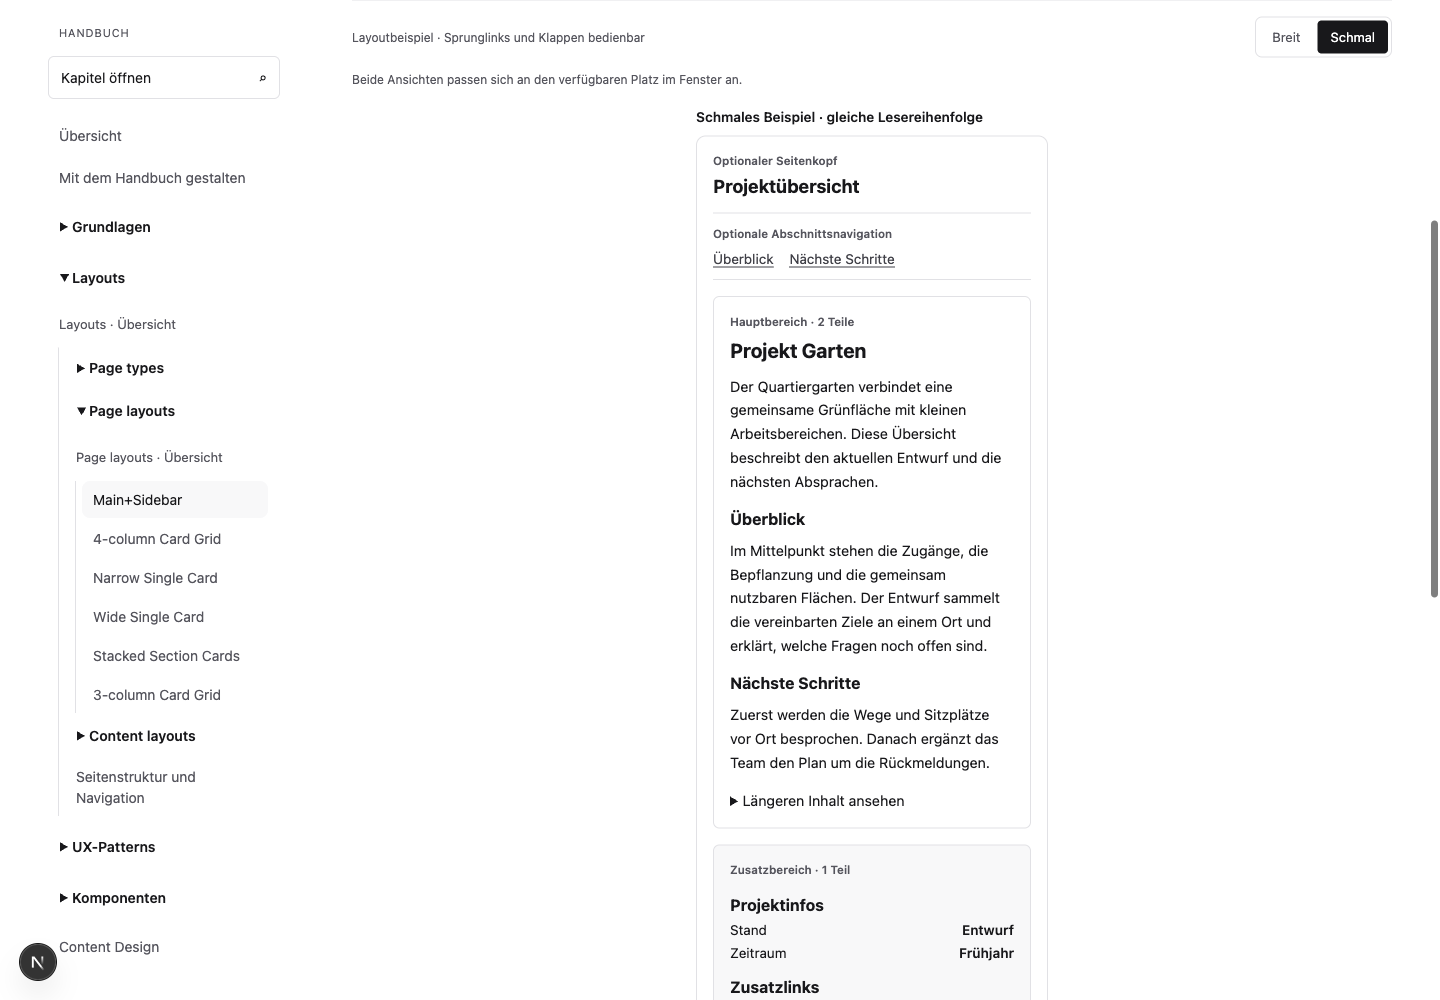 HANDBUCH
Kapitel öffnen
Übersicht
Mit dem Handbuch gestalten
Grundlagen
Layouts
Layouts · Übersicht
Page types
Page layouts
Page layouts · Übersicht
Main+Sidebar
4-column Card Grid
Narrow Single Card
Wide Single Card
Stacked Section Cards
3-column Card Grid
Content layouts
Seitenstruktur und
Navigation
UX-Patterns
Komponenten
Content Design
N
Layoutbeispiel · Sprunglinks und Klappen bedienbar
Breit
Schmal
Beide Ansichten passen sich an den verfügbaren Platz im Fenster an.
Schmales Beispiel · gleiche Lesereihenfolge
Optionaler Seitenkopf
Projektübersicht
Optionale Abschnittsnavigation
Überblick Nächste Schritte
Hauptbereich · 2 Teile
Projekt Garten
Der Quartiergarten verbindet eine
gemeinsame Grünfläche mit kleinen
Arbeitsbereichen. Diese Übersicht
beschreibt den aktuellen Entwurf und die
nächsten Absprachen.
Überblick
Im Mittelpunkt stehen die Zugänge, die
Bepflanzung und die gemeinsam
nutzbaren Flächen. Der Entwurf sammelt
die vereinbarten Ziele an einem Ort und
erklärt, welche Fragen noch offen sind.
Nächste Schritte
Zuerst werden die Wege und Sitzplätze
vor Ort besprochen. Danach ergänzt das
Team den Plan um die Rückmeldungen.
Längeren Inhalt ansehen
Zusatzbereich · 1 Teil
Projektinfos
Stand Entwurf
Zeitraum Frühjahr
Zusatzlinks